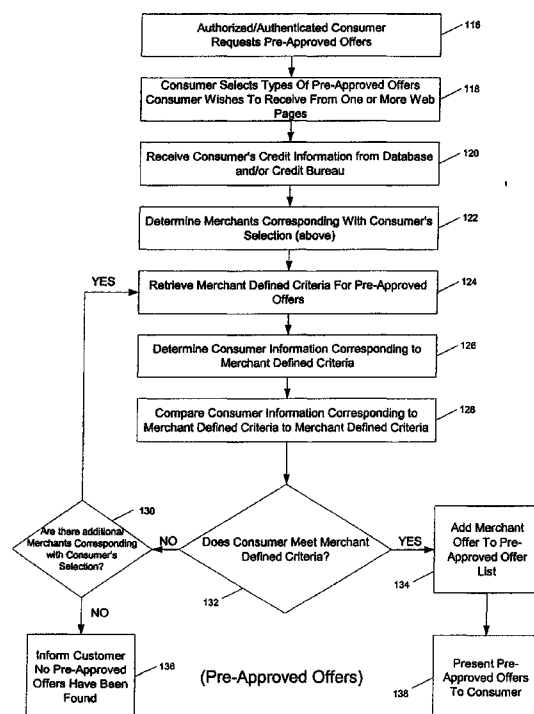 Authorized/Authenticated Consumer
Requests Pre-Approved Offers
116
Consumer Selects Types Of Pre-Approved Offers
Consumer Wishes To Receive From One or More Web
Pages
118
Receive Consumer's Credit Information from Database
and/or Credit Bureau
120
Determine Merchants Corresponding With Consumer's
Selection (above)
122
YES
Retrieve Merchant Defined Criteria For Pre-Approved
Offers
124
Determine Consumer Information Corresponding to
Merchant Defined Criteria
126
Compare Consumer Information Corresponding to
Merchant Defined Criteria to Merchant Defined Criteria
128
130
Are there additional
Merchants Corresponding
with Consumer's
Selection?
NO
Does Consumer Meet Merchant
Defined Criteria?
132
YES
Add Merchant
Offer To Pre-
Approved Offer
List
134
NO
Inform Customer
No Pre-Approved
Offers Have Been
Found
136
(Pre-Approved Offers)
Present Pre-
Approved Offers
To Consumer
138